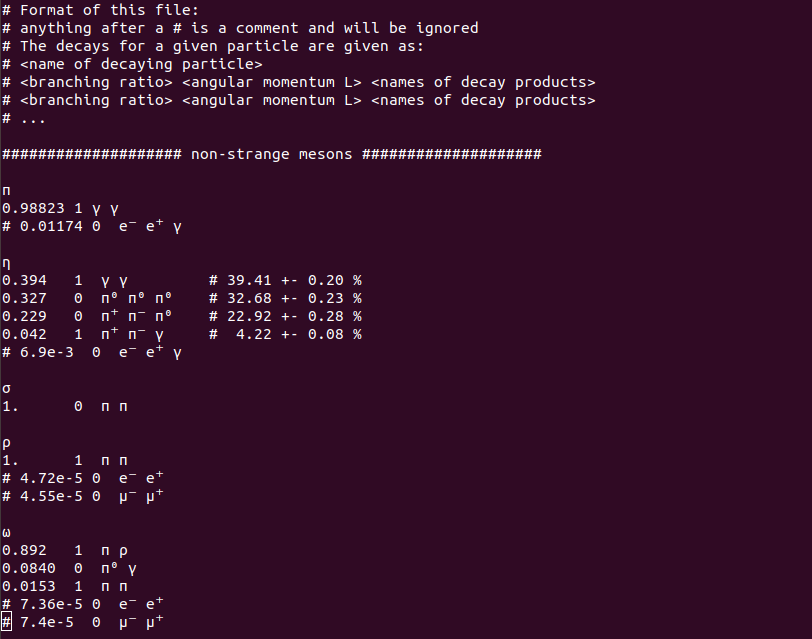 # Format of this file:
# anything after a # is a comment and will be ignored
# The decays for a given particle are given as:
# <name of decaying particle>
# <branching ratio> <angular momentum L> <names of decay products>
# <branching ratio> <angular momentum L> <names of decay products>
# ...
#################### non-strange mesons ####################
π
0.98823 1 γ γ
# 0.01174 0  e⁻ e⁺ γ
η
0.394   1  γ γ         # 39.41 +- 0.20 %
0.327   0  π⁰ π⁰ π⁰    # 32.68 +- 0.23 %
0.229   0  π⁺ π⁻ π⁰    # 22.92 +- 0.28 %
0.042   1  π⁺ π⁻ γ     #  4.22 +- 0.08 %
# 6.9e-3  0  e⁻ e⁺ γ
σ
1.      0  π π
ρ
1.      1  π π
# 4.72e-5 0  e⁻ e⁺
# 4.55e-5 0  μ⁻ μ⁺
ω
0.892   1  π ρ
0.0840  0  π⁰ γ
0.0153  1  π π
# 7.36e-5 0  e⁻ e⁺
# 7.4e-5  0  μ⁻ μ⁺